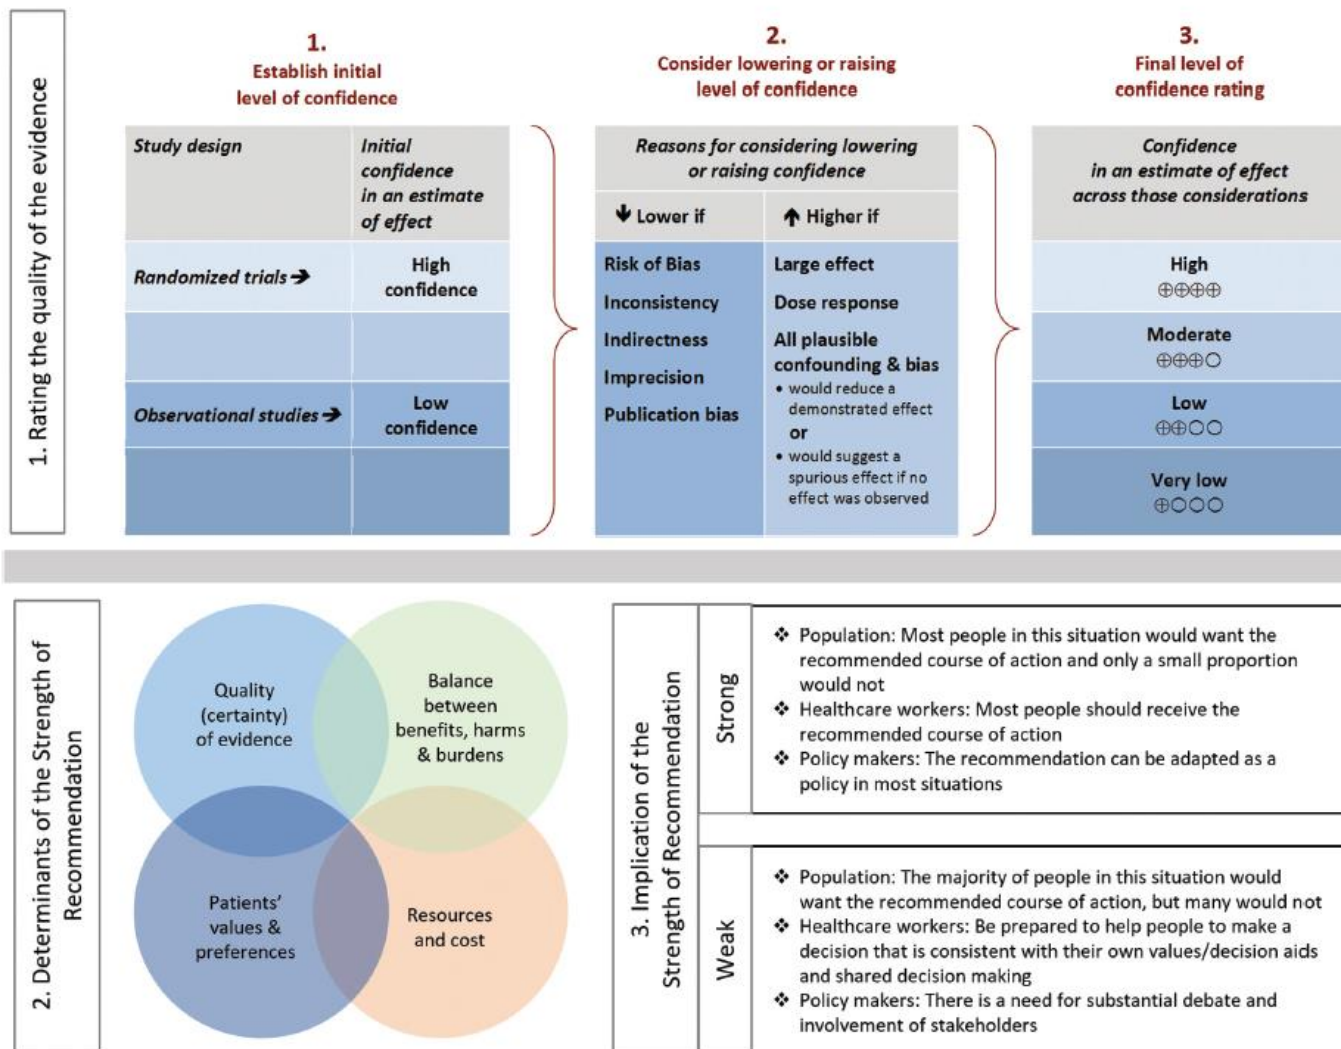 1. Rating the quality of the evidence
1.
Establish initial
level of confidence
Study design
Initial
confidence
in an estimate
of effect
Randomized trials ➔
High
confidence
Observational studies ➔
Low
confidence
2.
Consider lowering or raising
level of confidence
Reasons for considering lowering
or raising confidence
🡇 Lower if
🡅 Higher if
Risk of Bias
Inconsistency
Indirectness
Imprecision
Publication bias
Large effect
Dose response
All plausible
confounding & bias
• would reduce a
demonstrated effect
or
• would suggest a
spurious effect if no
effect was observed
3.
Final level of
confidence rating
Confidence
in an estimate of effect
across those considerations
High
⊕⊕⊕⊕
Moderate
⊕⊕⊕○
Low
⊕⊕○○
Very low
⊕○○○
2. Determinants of the Strength of
Recommendation
Quality
(certainty)
of evidence
Balance
between
benefits, harms
& burdens
Patients’
values &
preferences
Resources
and cost
3. Implication of the
Strength of Recommendation
Strong
❖ Population: Most people in this situation would want the
recommended course of action and only a small proportion
would not
❖ Healthcare workers: Most people should receive the
recommended course of action
❖ Policy makers: The recommendation can be adapted as a
policy in most situations
Weak
❖ Population: The majority of people in this situation would
want the recommended course of action, but many would not
❖ Healthcare workers: Be prepared to help people to make a
decision that is consistent with their own values/decision aids
and shared decision making
❖ Policy makers: There is a need for substantial debate and
involvement of stakeholders